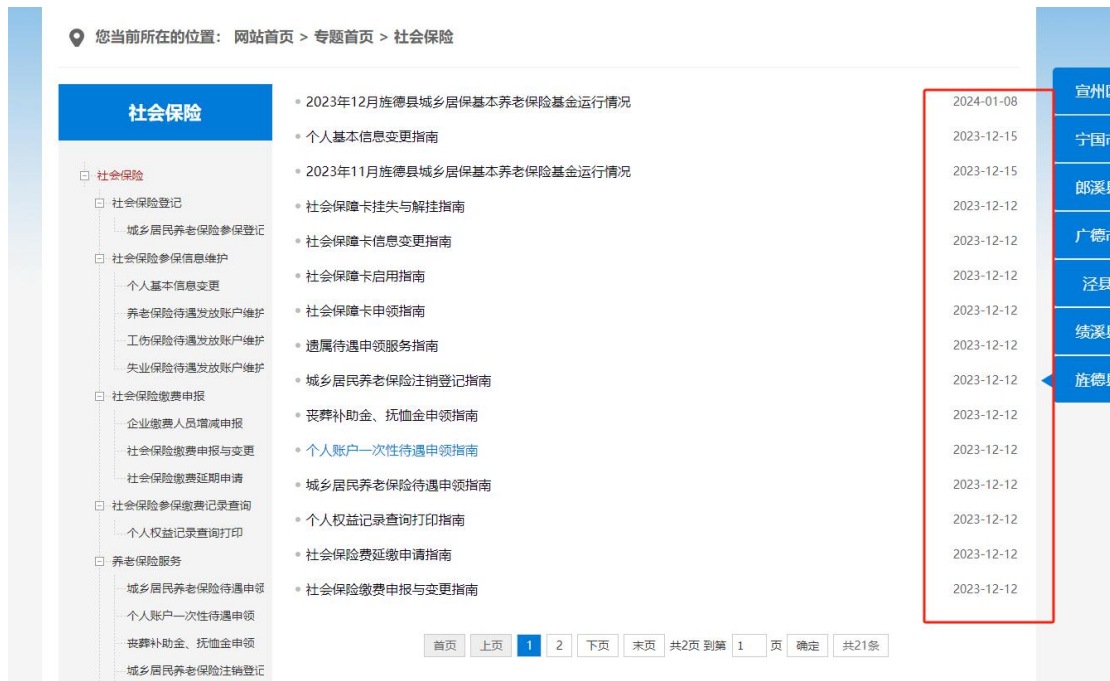 您当前所在的位置： 网站首页 > 专题首页 > 社会保险
社会保险
社会保险
社会保险登记
城乡居民养老保险参保登记
社会保险参保信息维护
个人基本信息变更
养老保险待遇发放账户维护
工伤保险待遇发放账户维护
失业保险待遇发放账户维护
社会保险缴费申报
企业缴费人员增减申报
社会保险缴费申报与变更
社会保险缴费延期申请
社会保险参保缴费记录查询
个人权益记录查询打印
养老保险服务
城乡居民养老保险待遇申领
个人账户一次性待遇申领
丧葬补助金、抚恤金申领
城乡居民养老保险注销登记
2023年12月旌德县城乡居保基本养老保险基金运行情况 2024-01-08
个人基本信息变更指南 2023-12-15
2023年11月旌德县城乡居保基本养老保险基金运行情况 2023-12-15
社会保障卡挂失与解挂指南 2023-12-12
社会保障卡信息变更指南 2023-12-12
社会保障卡启用指南 2023-12-12
社会保障卡申领指南 2023-12-12
遗属待遇申领服务指南 2023-12-12
城乡居民养老保险注销登记指南 2023-12-12
丧葬补助金、抚恤金申领指南 2023-12-12
个人账户一次性待遇申领指南 2023-12-12
城乡居民养老保险待遇申领指南 2023-12-12
个人权益记录查询打印指南 2023-12-12
社会保险费延缴申请指南 2023-12-12
社会保险缴费申报与变更指南 2023-12-12
首页 上页 1 2 下页 末页 共2页 到第 1 页 确定 共21条
宣州区
宁国市
郎溪县
广德市
泾县
绩溪县
旌德县